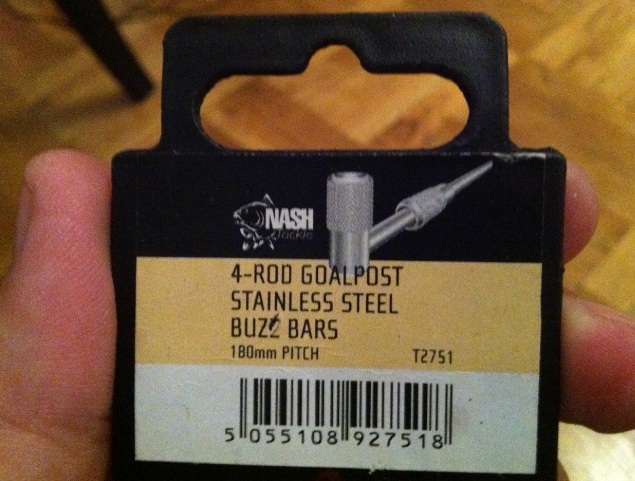 NASH
Tackle
4-ROD GOALPOST
STAINLESS STEEL
BUZZ BARS
180mm PITCH T2751
5 055108 927518